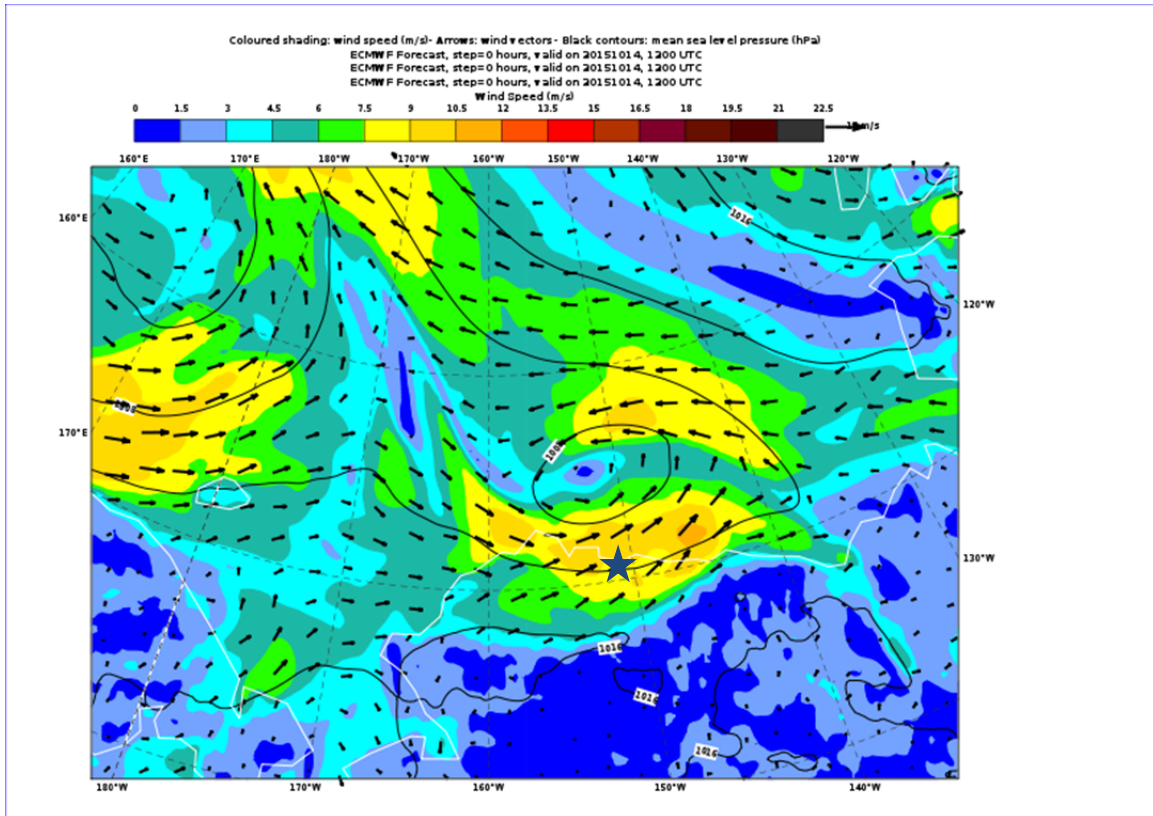 Coloured shading: wind speed (m/s)- Arrows: wind vectors - Black contours: mean sea level pressure (hPa)
ECMWF Forecast, step=0 hours, valid on 20151014, 1200 UTC
ECMWF Forecast, step=0 hours, valid on 20151014, 1200 UTC
ECMWF Forecast, step=0 hours, valid on 20151014, 1200 UTC
Wind Speed (m/s)
0 1.5 3 4.5 6 7.5 9 10.5 12 13.5 15 16.5 18 19.5 21 22.5
m/s
160°E 170°E 180°W 170°W 160°W 150°W 140°W 130°W 120°W
160°E
1016
120°W
1008
170°E
1008
130°W
1016
1016
1016
180°W 170°W 160°W 150°W 140°W